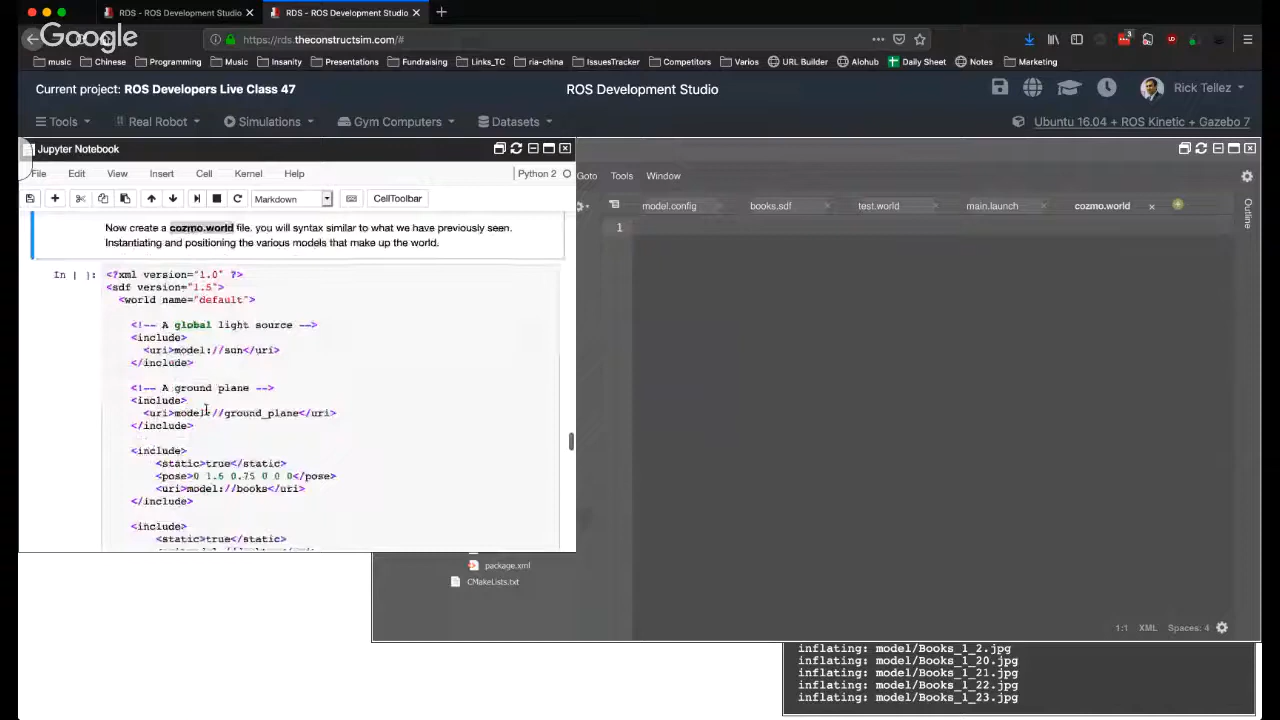 RDS - ROS Development Studio
RDS - ROS Development Studio
Google
https://rds.theconstructsim.com/#
3
music Chinese Programming Music Insanity Presentations Fundraising Links_TC ria-china IssuesTracker Competitors Varios URL Builder Alohub Daily Sheet Notes Marketing
Current project: ROS Developers Live Class 47
ROS Development Studio
Rick Tellez
Tools Real Robot Simulations Gym Computers Datasets
Ubuntu 16.04 + ROS Kinetic + Gazebo 7
Jupyter Notebook
File Edit View Insert Cell Kernel Help
Python 2
Markdown
CellToolbar
Goto Tools Window
model.config books.sdf test.world main.launch cozmo.world
Outline
1
Now create a cozmo.world file. you will syntax similar to what we have previously seen.
Instantiating and positioning the various models that make up the world.
In [ ]:
<?xml version="1.0" ?>
<sdf version="1.5">
<world name="default">
<!-- A global light source -->
<include>
<uri>model://sun</uri>
</include>
<!-- A ground plane -->
<include>
<uri>model://ground_plane</uri>
</include>
<include>
<static>true</static>
<pose>0 1.6 0.75 0 0 0</pose>
<uri>model://books</uri>
</include>
<include>
<static>true</static>
package.xml
CMakeLists.txt
1:1 XML Spaces: 4
inflating: model/Books_1_2.jpg
inflating: model/Books_1_20.jpg
inflating: model/Books_1_21.jpg
inflating: model/Books_1_22.jpg
inflating: model/Books_1_23.jpg